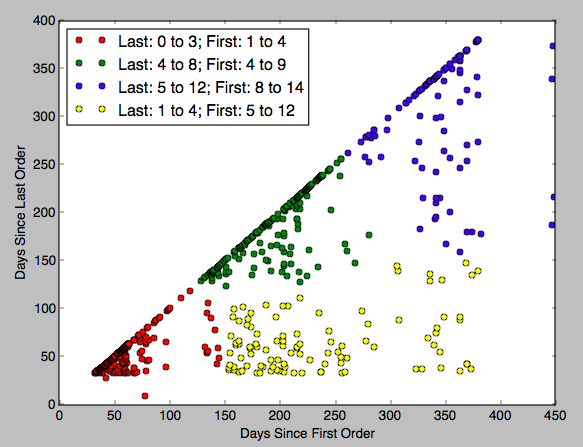 400
350
300
250
200
150
100
50
0
Days Since Last Order
Last: 0 to 3; First: 1 to 4
Last: 4 to 8; First: 4 to 9
Last: 5 to 12; First: 8 to 14
Last: 1 to 4; First: 5 to 12
0 50 100 150 200 250 300 350 400 450
Days Since First Order